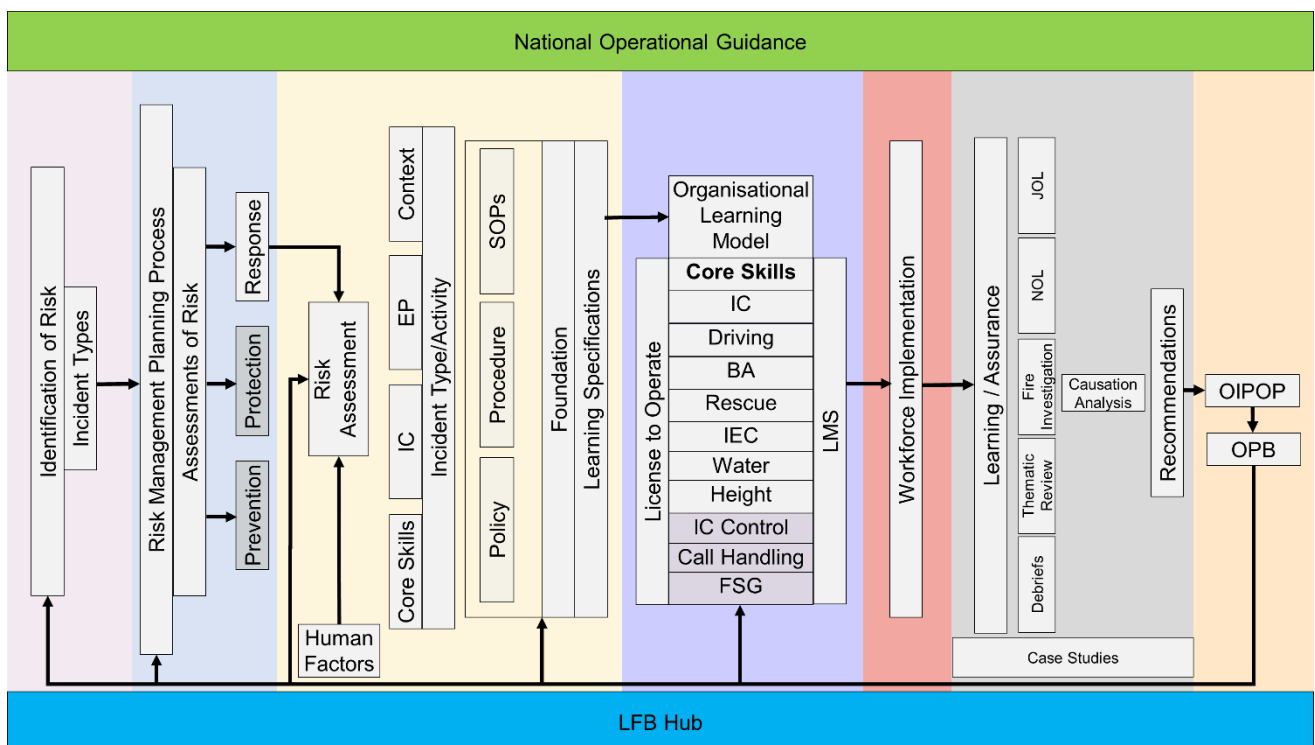 National Operational Guidance
Identification of Risk
Incident Types
Risk Management Planning Process
Assessments of Risk
Response
Protection
Prevention
Risk
Assessment
Human
Factors
Context
EP
IC
Core Skills
Incident Type/Activity
SOPs
Procedure
Policy
Foundation
Learning Specifications
Organisational
Learning
Model
License to Operate
Core Skills
IC
Driving
BA
Rescue
IEC
Water
Height
IC Control
Call Handling
FSG
LMS
Workforce Implementation
Learning / Assurance
JOL
NOL
Fire
Investigation
Thematic
Review
Debriefs
Causation
Analysis
Case Studies
Recommendations
OIPOP
OPB
LFB Hub